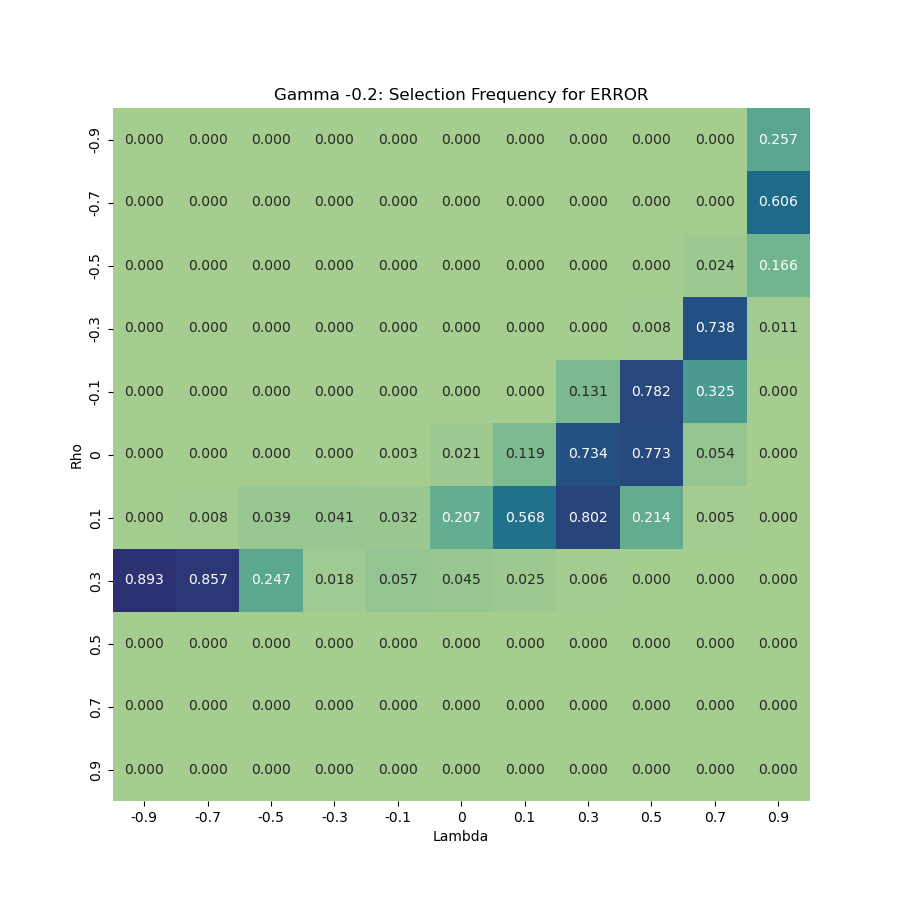 Gamma -0.2: Selection Frequency for ERROR
-0.9 0.000 0.000 0.000 0.000 0.000 0.000 0.000 0.000 0.000 0.000 0.257
-0.7 0.000 0.000 0.000 0.000 0.000 0.000 0.000 0.000 0.000 0.000 0.606
-0.5 0.000 0.000 0.000 0.000 0.000 0.000 0.000 0.000 0.000 0.024 0.166
-0.3 0.000 0.000 0.000 0.000 0.000 0.000 0.000 0.000 0.008 0.738 0.011
-0.1 0.000 0.000 0.000 0.000 0.000 0.000 0.000 0.131 0.782 0.325 0.000
Rho
0 0.000 0.000 0.000 0.000 0.003 0.021 0.119 0.734 0.773 0.054 0.000
0.1 0.000 0.008 0.039 0.041 0.032 0.207 0.568 0.802 0.214 0.005 0.000
0.3 0.893 0.857 0.247 0.018 0.057 0.045 0.025 0.006 0.000 0.000 0.000
0.5 0.000 0.000 0.000 0.000 0.000 0.000 0.000 0.000 0.000 0.000 0.000
0.7 0.000 0.000 0.000 0.000 0.000 0.000 0.000 0.000 0.000 0.000 0.000
0.9 0.000 0.000 0.000 0.000 0.000 0.000 0.000 0.000 0.000 0.000 0.000
-0.9 -0.7 -0.5 -0.3 -0.1 0 0.1 0.3 0.5 0.7 0.9
Lambda